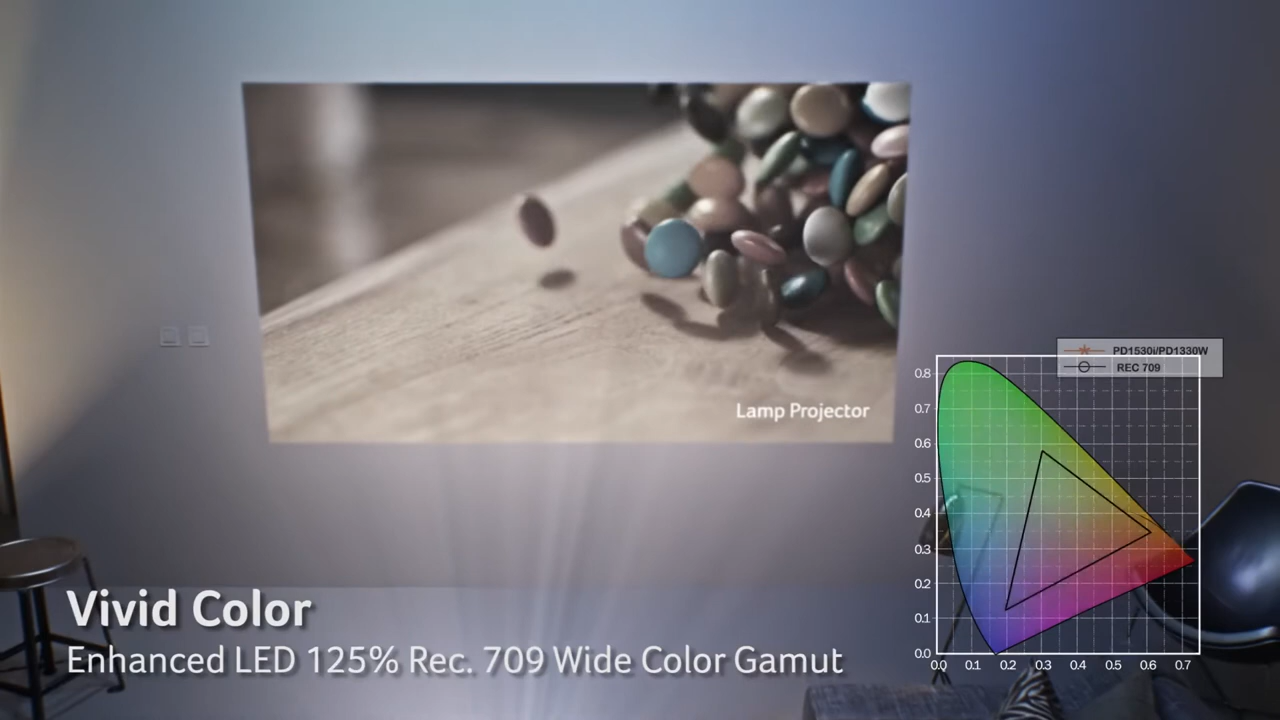 Lamp Projector
PD1530i/PD1330W
REC 709
0.8
0.7
0.6
0.5
0.4
0.3
0.2
0.1
0.0
0.0 0.1 0.2 0.3 0.4 0.5 0.6 0.7
Vivid Color
Enhanced LED 125% Rec. 709 Wide Color Gamut